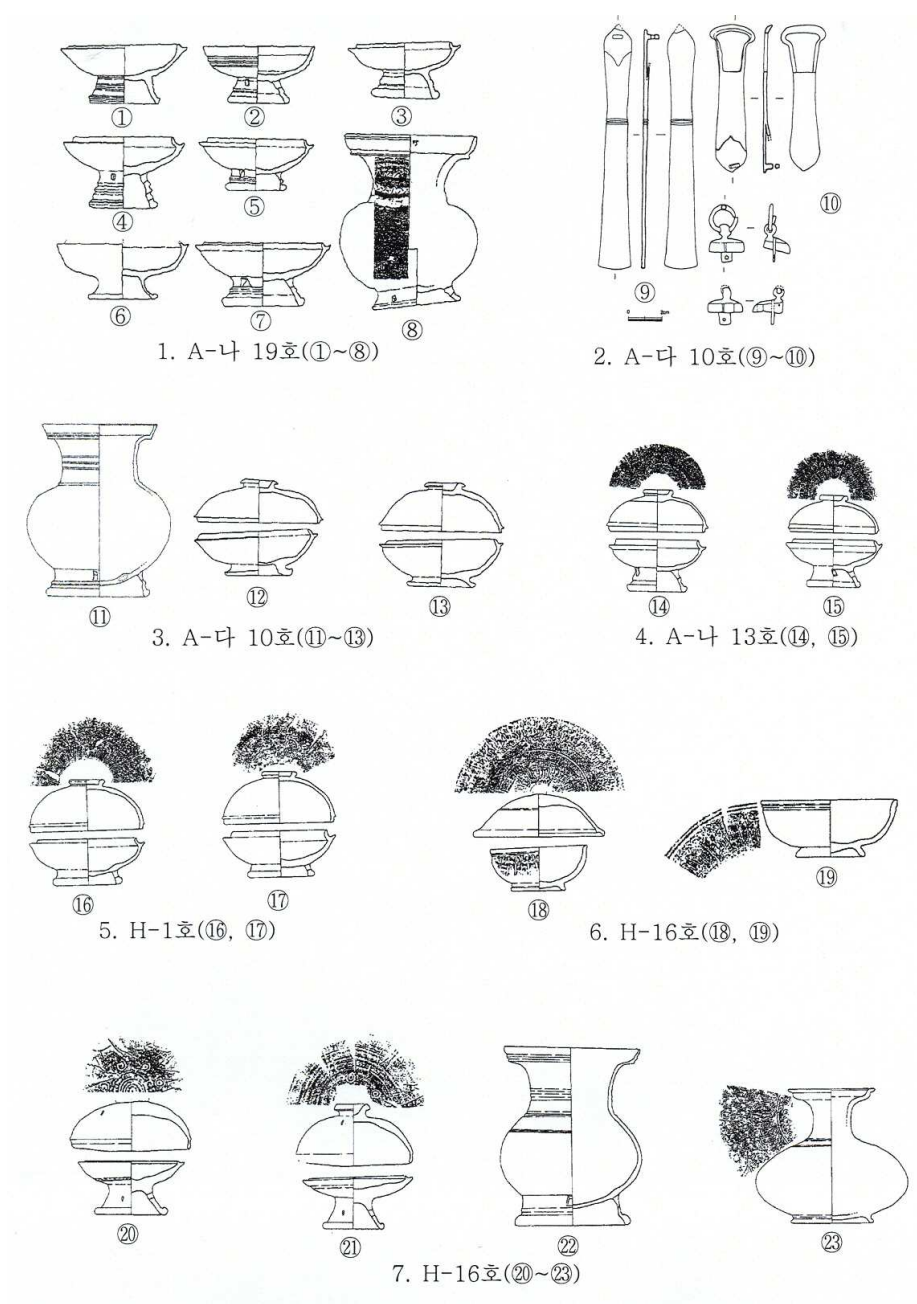 ① ② ③
④ ⑤
⑥ ⑦ ⑧
1. A-나 19호(①~⑧)
⑨ ⑩
0 2cm
2. A-다 10호(⑨~⑩)
⑪ ⑫ ⑬
3. A-다 10호(⑪~⑬)
⑭ ⑮
4. A-나 13호(⑭, ⑮)
⑯ ⑰
5. H-1호(⑯, ⑰)
⑱ ⑲
6. H-16호(⑱, ⑲)
⑳ ㉑ ㉒ ㉓
7. H-16호(⑳~㉓)